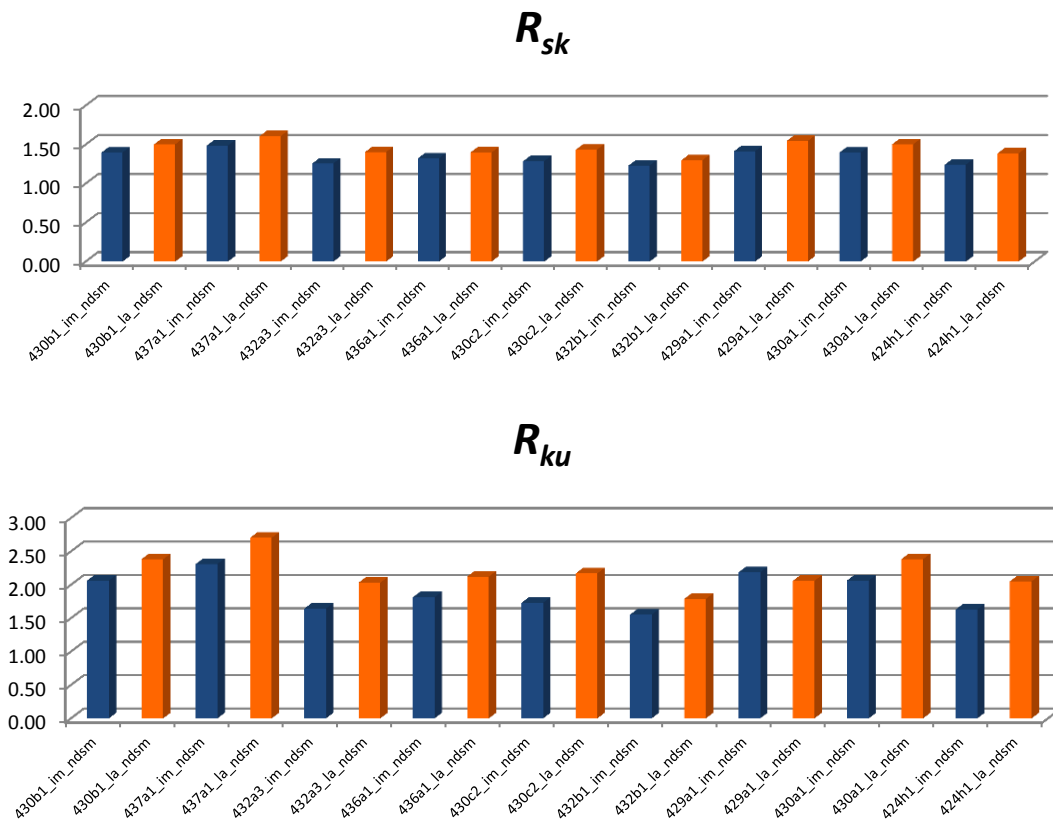 R_sk
2.00
1.50
1.00
0.50
0.00
430b1_im_ndsm
430b1_la_ndsm
437a1_im_ndsm
437a1_la_ndsm
432a3_im_ndsm
432a3_la_ndsm
436a1_im_ndsm
436a1_la_ndsm
430c2_im_ndsm
430c2_la_ndsm
432b1_im_ndsm
432b1_la_ndsm
429a1_im_ndsm
429a1_la_ndsm
430a1_im_ndsm
430a1_la_ndsm
424h1_im_ndsm
424h1_la_ndsm
R_ku
3.00
2.50
2.00
1.50
1.00
0.50
0.00
430b1_im_ndsm
430b1_la_ndsm
437a1_im_ndsm
437a1_la_ndsm
432a3_im_ndsm
432a3_la_ndsm
436a1_im_ndsm
436a1_la_ndsm
430c2_im_ndsm
430c2_la_ndsm
432b1_im_ndsm
432b1_la_ndsm
429a1_im_ndsm
429a1_la_ndsm
430a1_im_ndsm
430a1_la_ndsm
424h1_im_ndsm
424h1_la_ndsm